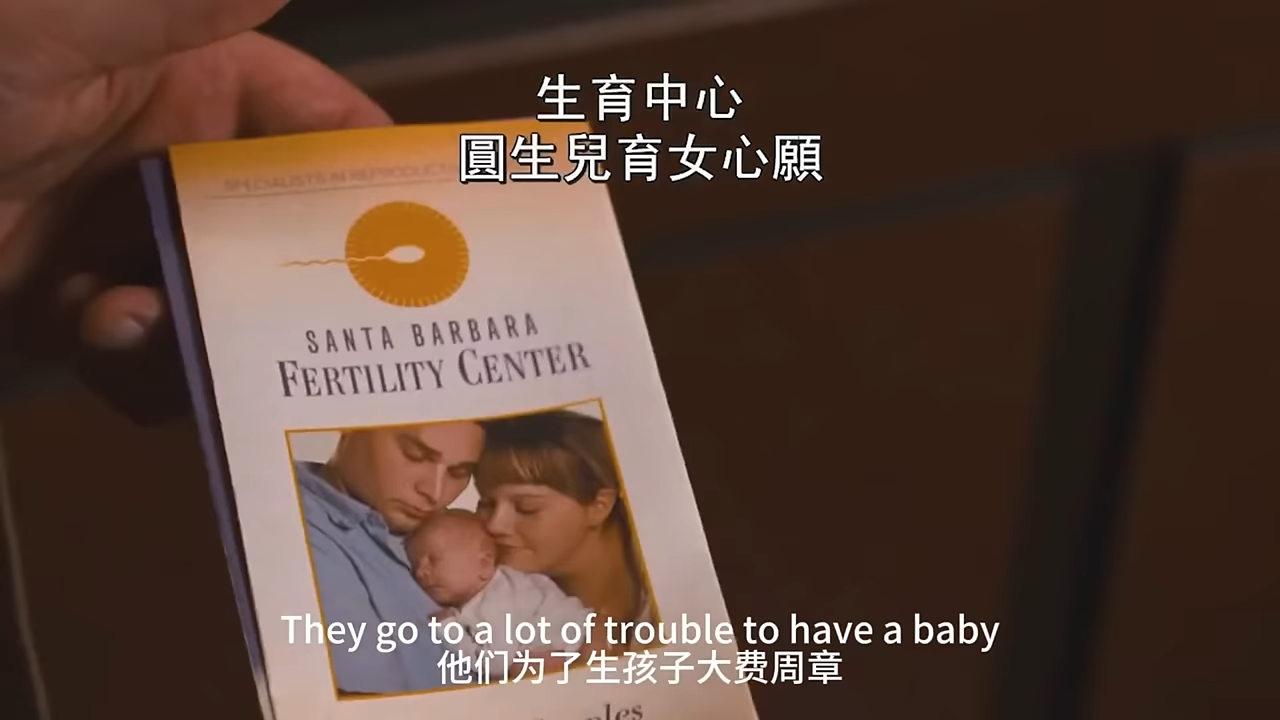 生育中心
圓生兒育女心願
SPECIALISTS IN REPRODUCT
SANTA BARBARA
FERTILITY CENTER
They go to a lot of trouble to have a baby
他们为了生孩子大费周章